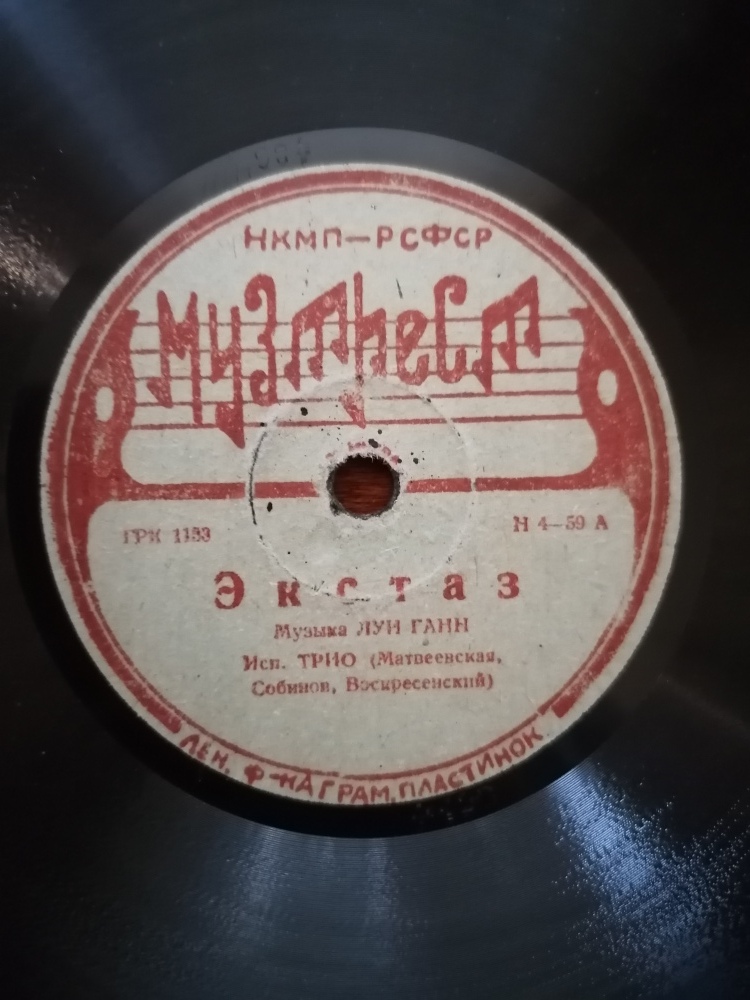 НКМП—РСФСР
Музтрест
ГРК 1153
Н 4—59 А
Экстаз
Музыка ЛУИ ГАНН
Исп. ТРИО (Матвеевская,
Собинов, Воскресенский)
ЛЕН. Ф-КА ГРАМ. ПЛАСТИНОК